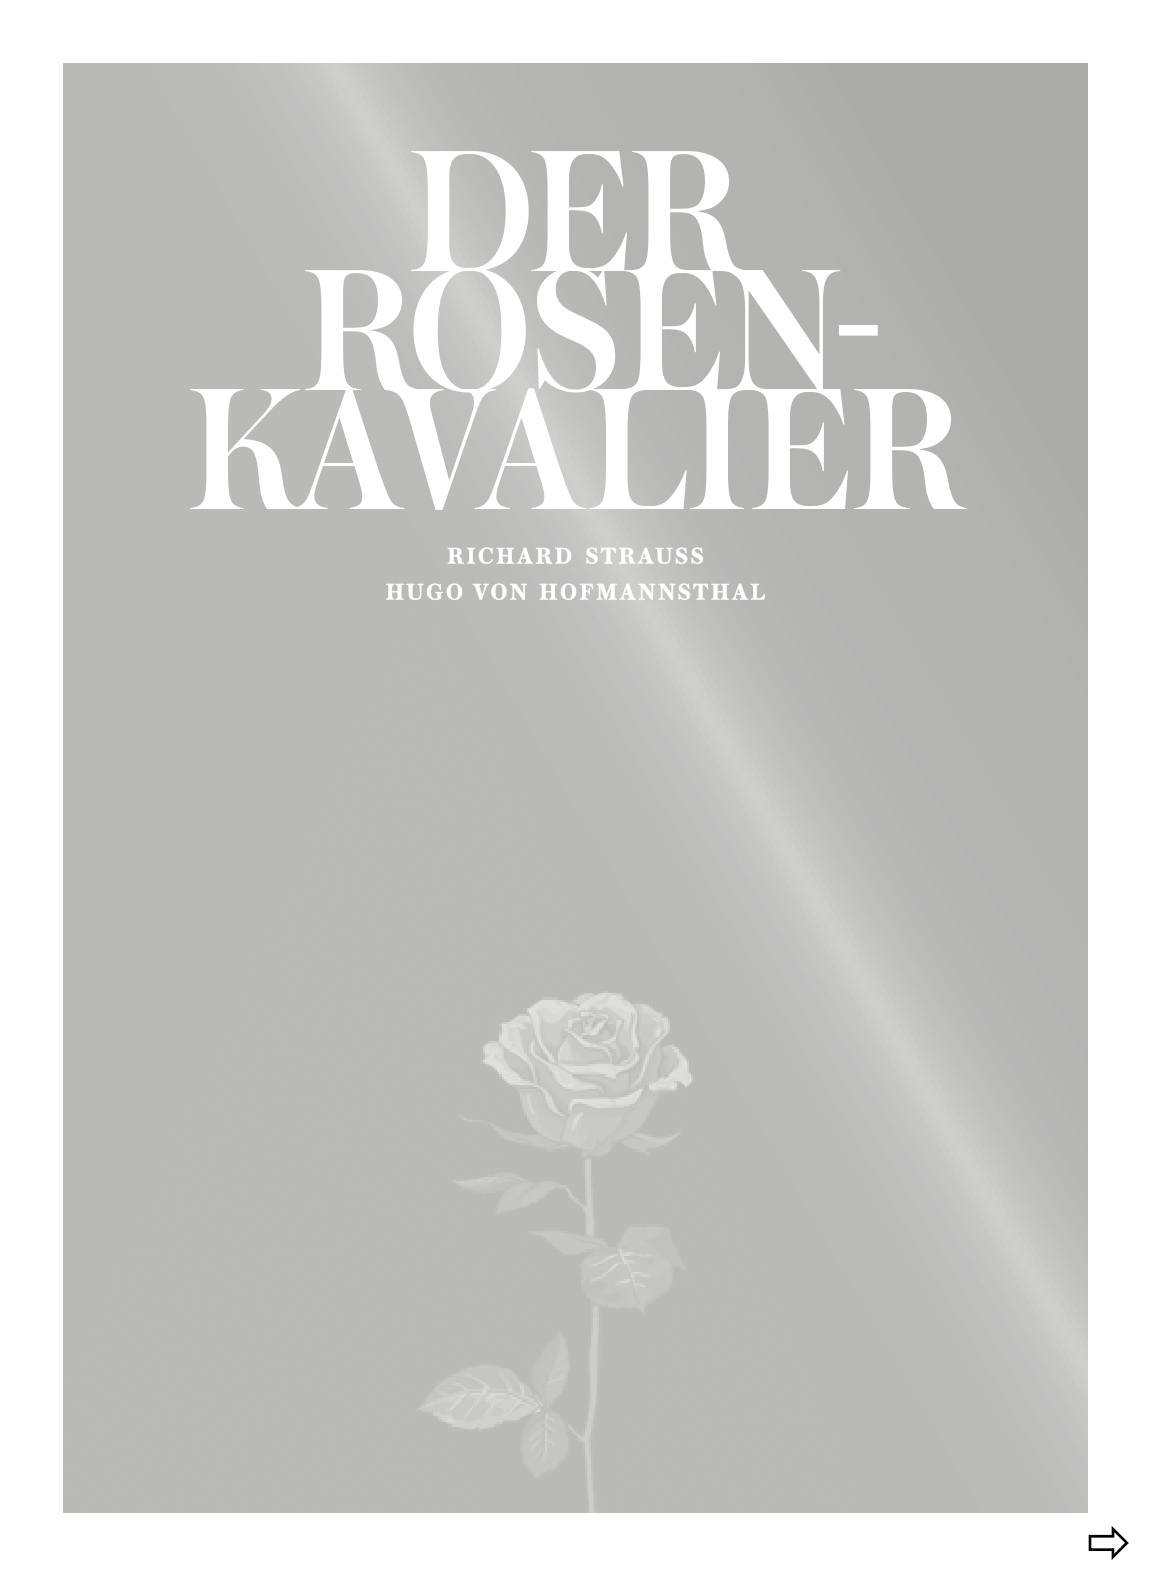 DER
ROSEN-
KAVALIER
RICHARD STRAUSS
HUGO VON HOFMANNSTHAL